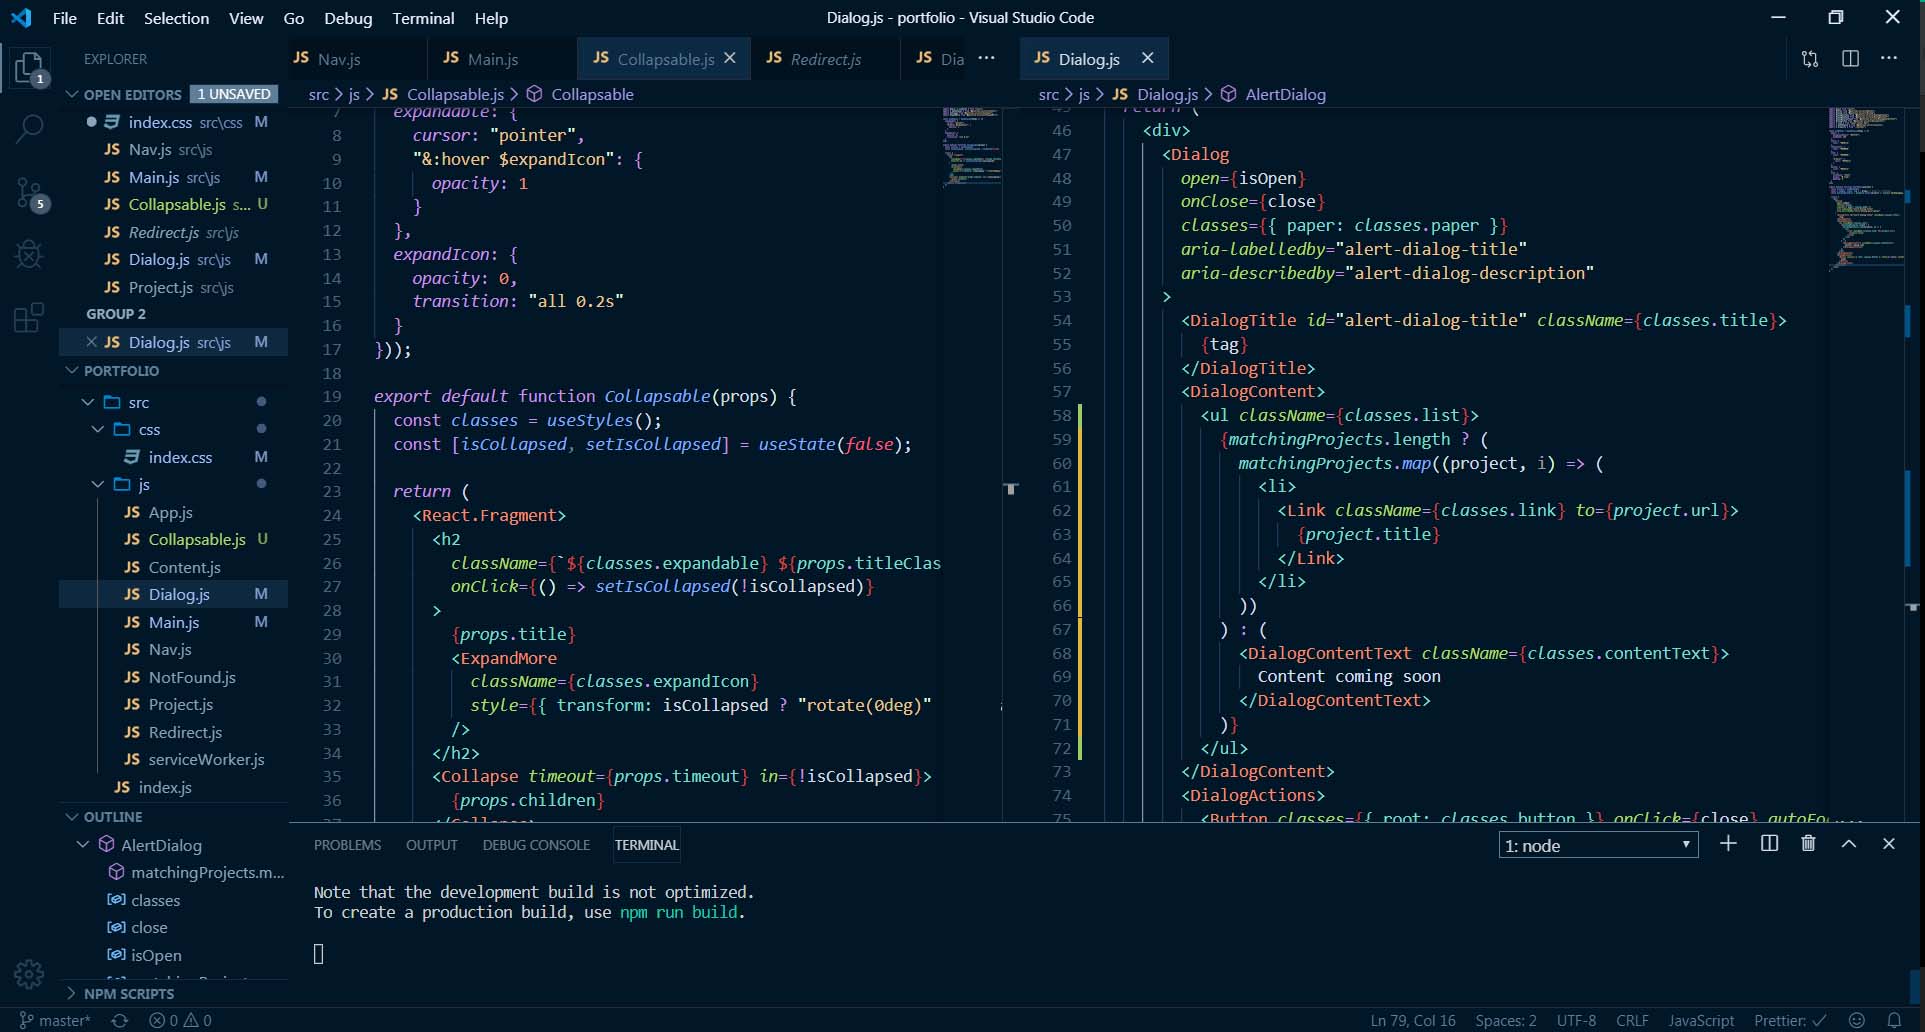 File Edit Selection View Go Debug Terminal Help
Dialog.js - portfolio - Visual Studio Code
EXPLORER
1
5
OPEN EDITORS 1 UNSAVED
index.css src\css M
JS Nav.js src\js
JS Main.js src\js M
JS Collapsable.js s... U
JS Redirect.js src\js
JS Dialog.js src\js M
JS Project.js src\js
GROUP 2
JS Dialog.js src\js M
PORTFOLIO
src
css
index.css M
js
JS App.js
JS Collapsable.js U
JS Content.js
JS Dialog.js M
JS Main.js M
JS Nav.js
JS NotFound.js
JS Project.js
JS Redirect.js
JS serviceWorker.js
JS index.js
OUTLINE
AlertDialog
matchingProjects.m...
classes
close
isOpen
NPM SCRIPTS
JS Nav.js JS Main.js JS Collapsable.js JS Redirect.js JS Dia ...
src > js > JS Collapsable.js > Collapsable
7 expandable: {
8 cursor: "pointer",
9 "&:hover $expandIcon": {
10 opacity: 1
11 }
12 },
13 expandIcon: {
14 opacity: 0,
15 transition: "all 0.2s"
16 }
17 }));
18
19 export default function Collapsable(props) {
20 const classes = useStyles();
21 const [isCollapsed, setIsCollapsed] = useState(false);
22
23 return (
24 <React.Fragment>
25 <h2
26 className={`${classes.expandable} ${props.titleClas
27 onClick={() => setIsCollapsed(!isCollapsed)}
28 >
29 {props.title}
30 <ExpandMore
31 className={classes.expandIcon}
32 style={{ transform: isCollapsed ? "rotate(0deg)"
33 />
34 </h2>
35 <Collapse timeout={props.timeout} in={!isCollapsed}>
36 {props.children}
37 </Collapse>
JS Dialog.js
src > js > JS Dialog.js > AlertDialog
45 return (
46 <div>
47 <Dialog
48 open={isOpen}
49 onClose={close}
50 classes={{ paper: classes.paper }}
51 aria-labelledby="alert-dialog-title"
52 aria-describedby="alert-dialog-description"
53 >
54 <DialogTitle id="alert-dialog-title" className={classes.title}>
55 {tag}
56 </DialogTitle>
57 <DialogContent>
58 <ul className={classes.list}>
59 {matchingProjects.length ? (
60 matchingProjects.map((project, i) => (
61 <li>
62 <Link className={classes.link} to={project.url}>
63 {project.title}
64 </Link>
65 </li>
66 ))
67 ) : (
68 <DialogContentText className={classes.contentText}>
69 Content coming soon
70 </DialogContentText>
71 )}
72 </ul>
73 </DialogContent>
74 <DialogActions>
75 <Button classes={{ root: classes.button }} onClick={close} autoFo...
PROBLEMS OUTPUT DEBUG CONSOLE TERMINAL
1: node
Note that the development build is not optimized.
To create a production build, use npm run build.
master* 0 0
Ln 79, Col 16 Spaces: 2 UTF-8 CRLF JavaScript Prettier: ✓